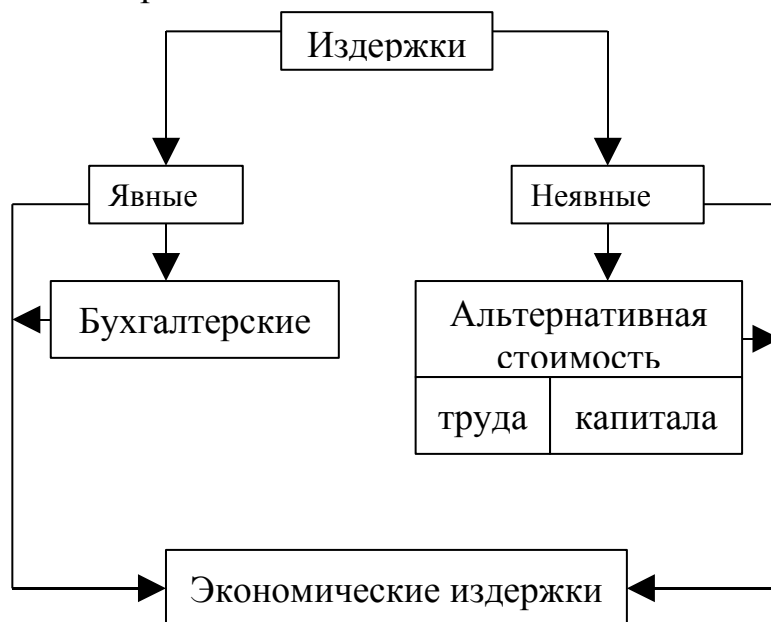 Издержки
Явные
Неявные
Бухгалтерские
Альтернативная
стоимость
труда
капитала
Экономические издержки